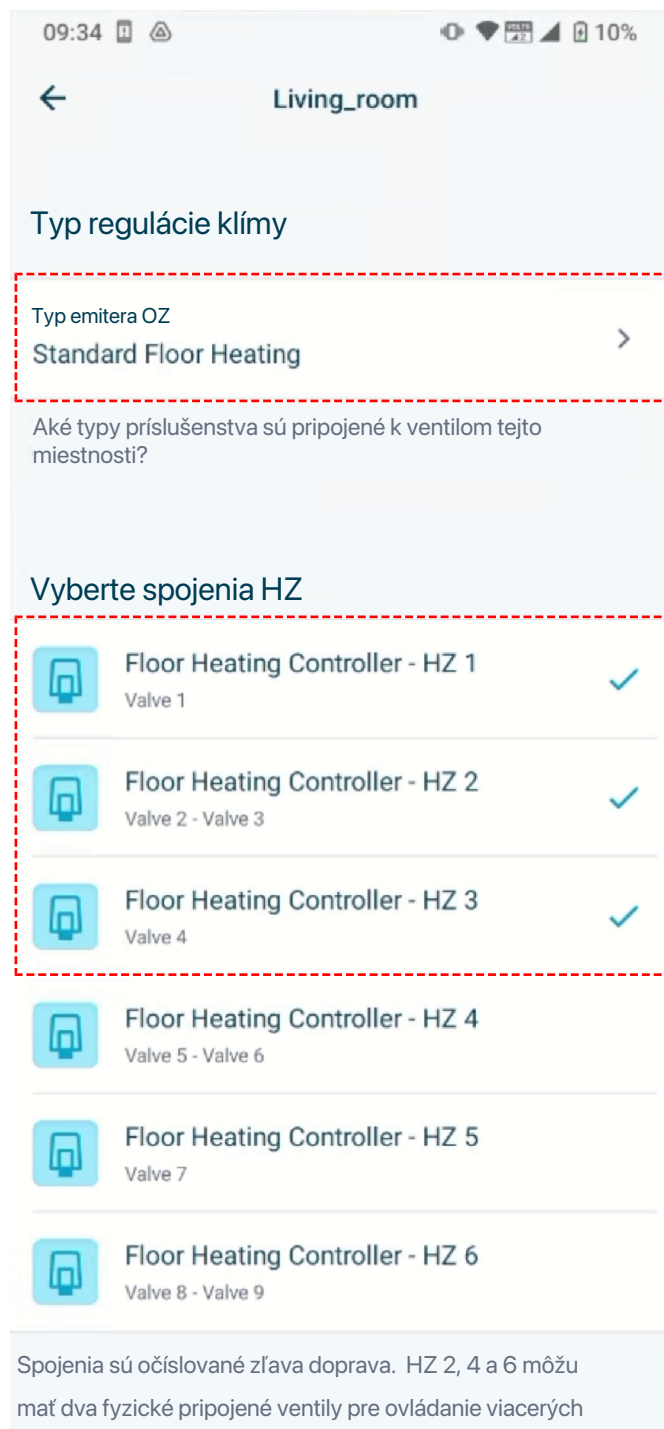 09:34 10%
Living_room
Typ regulácie klímy
Typ emitera OZ
Standard Floor Heating
Aké typy príslušenstva sú pripojené k ventilom tejto
miestnosti?
Vyberte spojenia HZ
Floor Heating Controller - HZ 1
Valve 1
Floor Heating Controller - HZ 2
Valve 2 - Valve 3
Floor Heating Controller - HZ 3
Valve 4
Floor Heating Controller - HZ 4
Valve 5 - Valve 6
Floor Heating Controller - HZ 5
Valve 7
Floor Heating Controller - HZ 6
Valve 8 - Valve 9
Spojenia sú očíslované zľava doprava. HZ 2, 4 a 6 môžu
mať dva fyzické pripojené ventily pre ovládanie viacerých